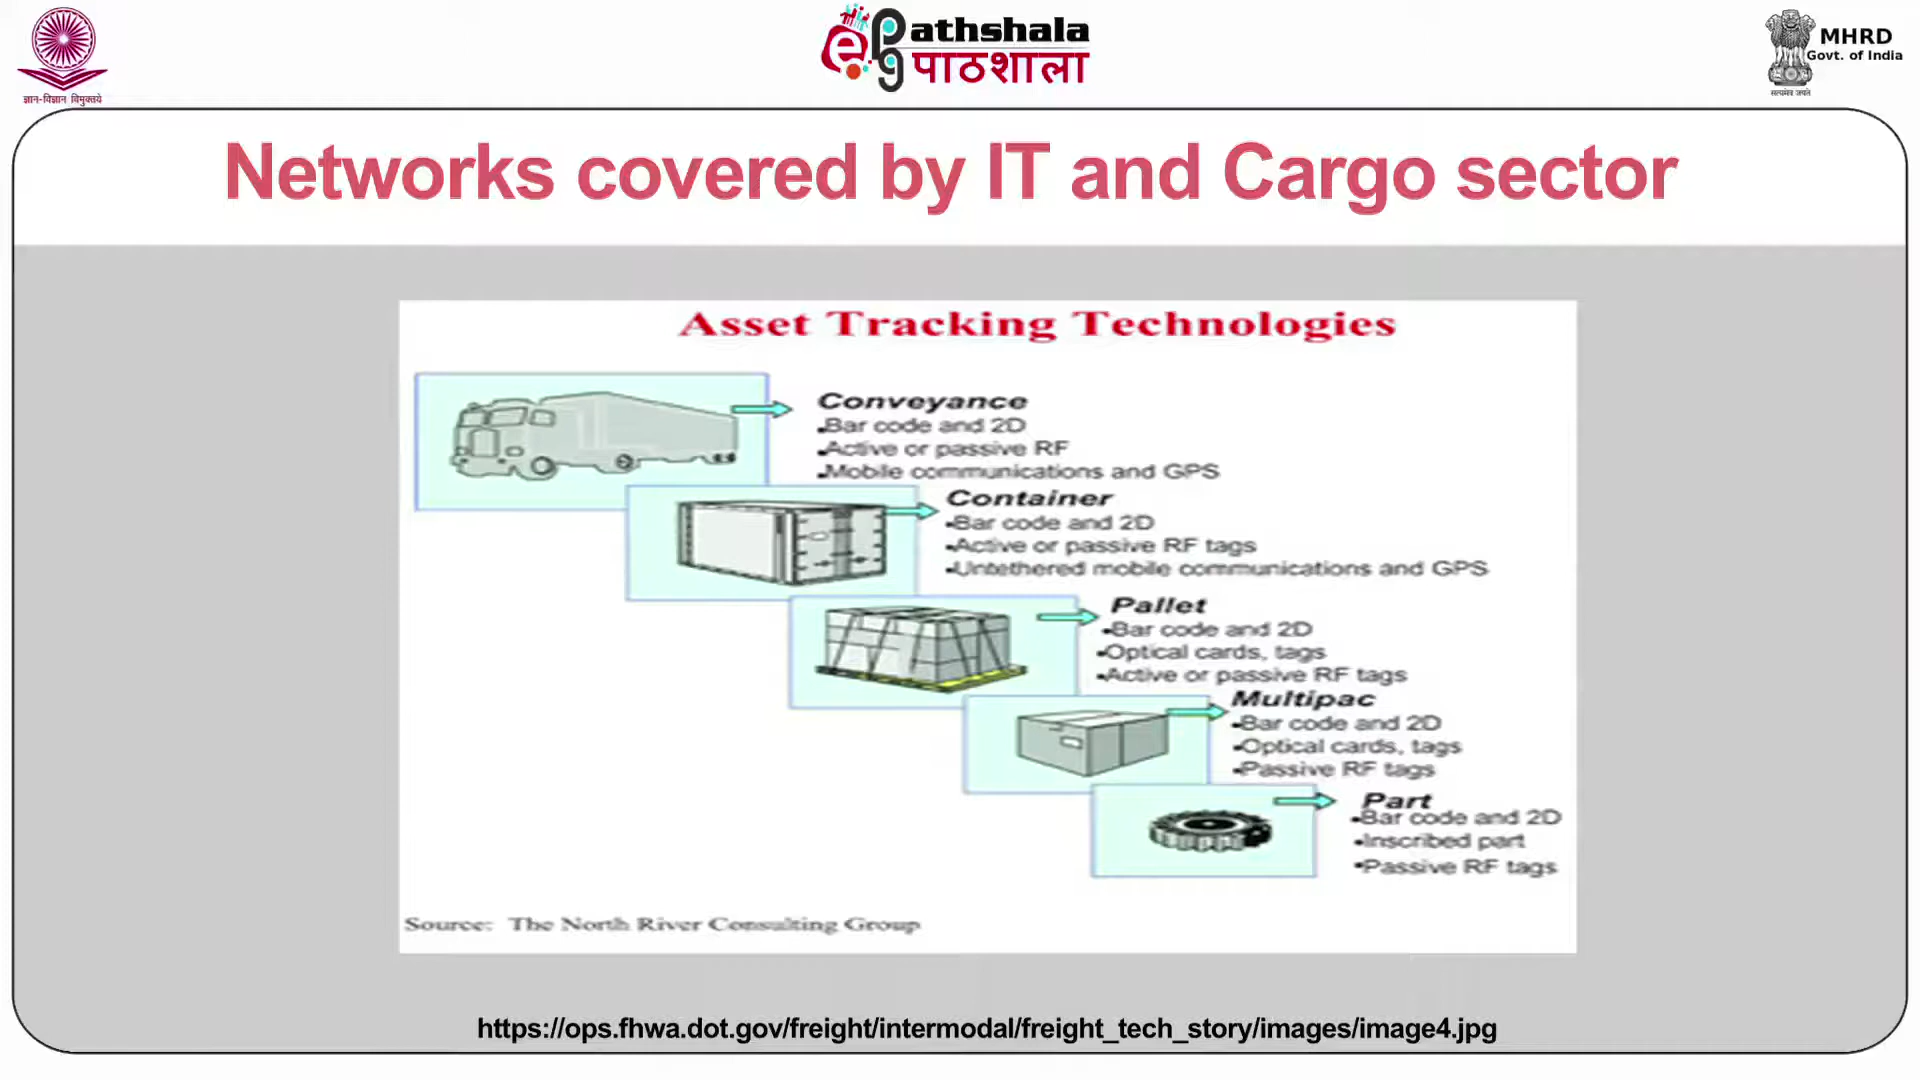 ज्ञान-विज्ञान विमुक्तये
ePathshala
पाठशाला
MHRD
Govt. of India
सत्यमेव जयते
Networks covered by IT and Cargo sector
Asset Tracking Technologies
Conveyance
•Bar code and 2D
•Active or passive RF
•Mobile communications and GPS
Container
•Bar code and 2D
•Active or passive RF tags
•Untethered mobile communications and GPS
Pallet
•Bar code and 2D
•Optical cards, tags
•Active or passive RF tags
Multipac
•Bar code and 2D
•Optical cards, tags
•Passive RF tags
Part
•Bar code and 2D
•Inscribed part
•Passive RF tags
Source: The North River Consulting Group
https://ops.fhwa.dot.gov/freight/intermodal/freight_tech_story/images/image4.jpg